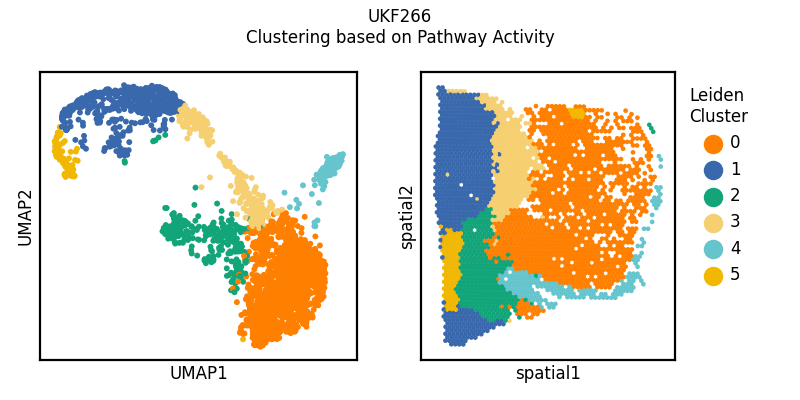 UKF266
Clustering based on Pathway Activity
UMAP2
UMAP1
spatial2
spatial1
Leiden
Cluster
0
1
2
3
4
5